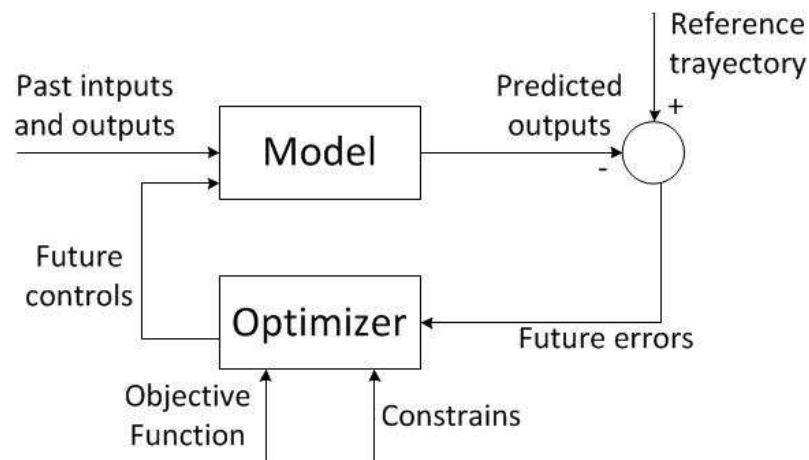 Reference
trayectory
Past intputs
and outputs
Predicted
outputs
+
-
Model
Future
controls
Optimizer
Future errors
Objective
Function
Constrains